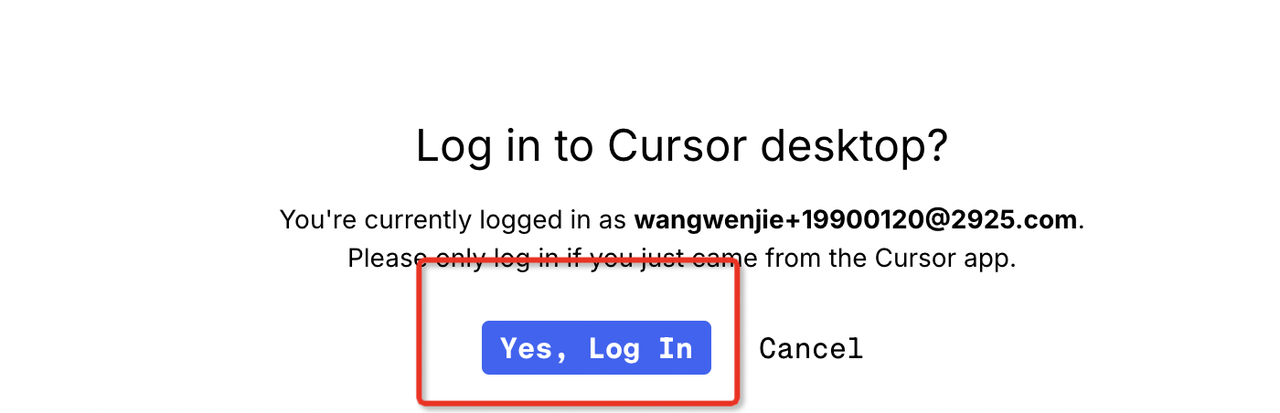 Log in to Cursor desktop?
You're currently logged in as wangwenjie+19900120@2925.com.
Please only log in if you just came from the Cursor app.
Yes, Log In Cancel